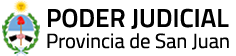 PODER JUDICIAL
Provincia de San Juan